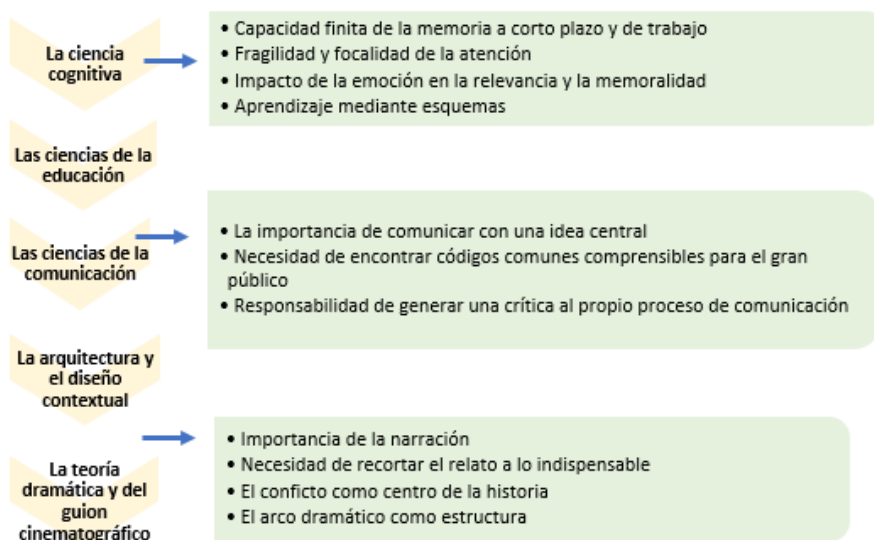 La ciencia
cognitiva
• Capacidad finita de la memoria a corto plazo y de trabajo
• Fragilidad y focalidad de la atención
• Impacto de la emoción en la relevancia y la memoralidad
• Aprendizaje mediante esquemas
Las ciencias de la
educación
Las ciencias de la
comunicación
• La importancia de comunicar con una idea central
• Necesidad de encontrar códigos comunes comprensibles para el gran
público
• Responsabilidad de generar una crítica al propio proceso de comunicación
La arquitectura y
el diseño
contextual
La teoría
dramática y del
guion
cinematográfico
• Importancia de la narración
• Necesidad de recortar el relato a lo indispensable
• El conficto como centro de la historia
• El arco dramático como estructura